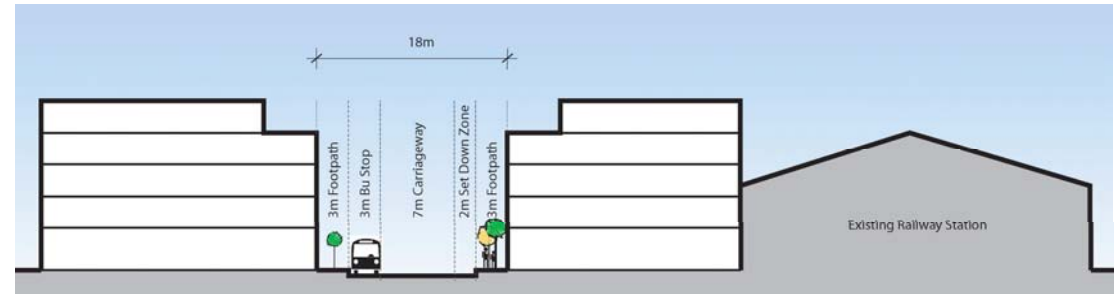 18m
3m Footpath
3m Bu Stop
7m Carriageway
2m Set Down Zone
3m Footpath
Existing Railway Station